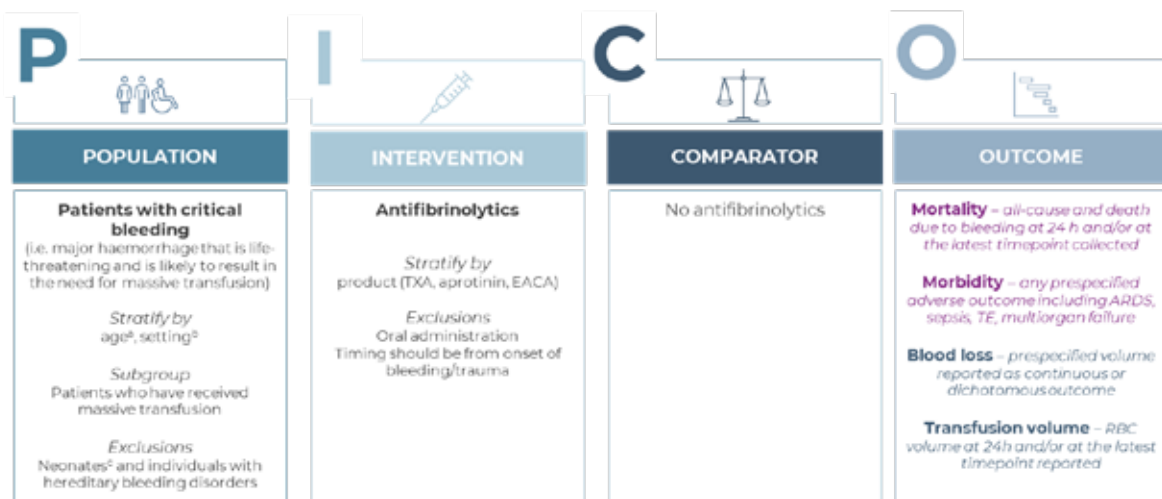 P
POPULATION
Patients with critical
bleeding
(i.e. major haemorrhage that is life-
threatening and is likely to result in
the need for massive transfusion)
Stratify by
ageᵃ, settingᵇ
Subgroup
Patients who have received
massive transfusion
Exclusions
Neonatesᶜ and individuals with
hereditary bleeding disorders
I
INTERVENTION
Antifibrinolytics
Stratify by
product (TXA, aprotinin, EACA)
Exclusions
Oral administration
Timing should be from onset of
bleeding/trauma
C
COMPARATOR
No antifibrinolytics
O
OUTCOME
Mortality – all-cause and death
due to bleeding at 24 h and/or at
the latest timepoint collected
Morbidity – any prespecified
adverse outcome including ARDS,
sepsis, TE, multiorgan failure
Blood loss – prespecified volume
reported as continuous or
dichotomous outcome
Transfusion volume – RBC
volume at 24h and/or at the latest
timepoint reported